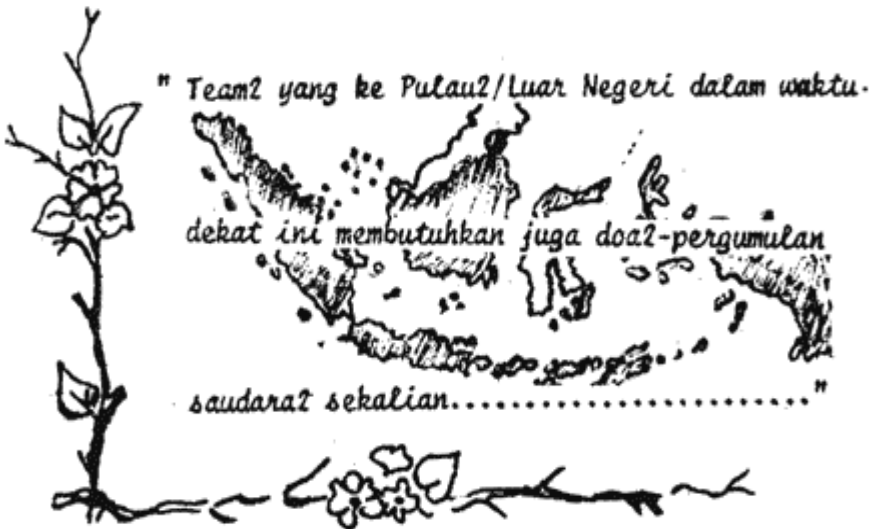 " Team2 yang ke Pulau2/Luar Negeri dalam waktu-
dekat ini membutuhkan juga doa2-pergumulan
saudara2 sekalian........................."